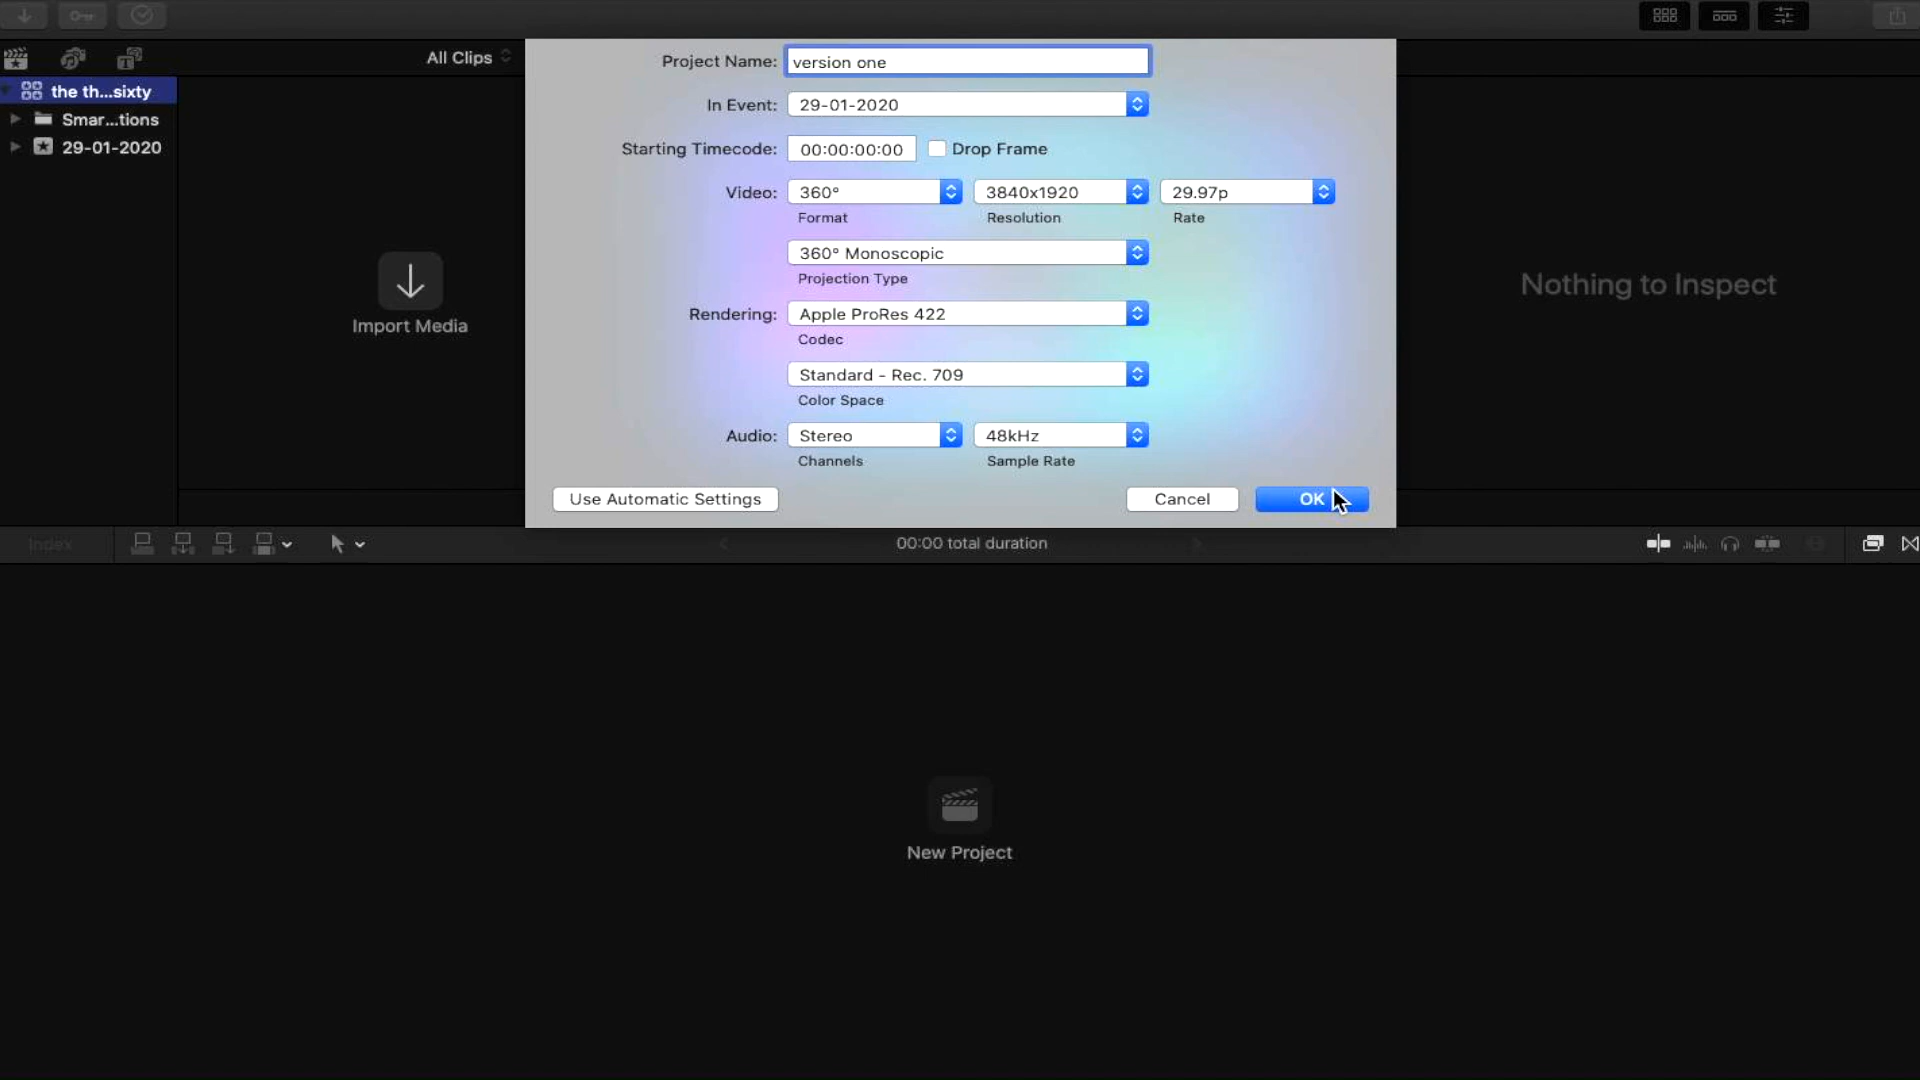 All Clips
the th...sixty
Smar...tions
29-01-2020
Import Media
Project Name: version one
In Event: 29-01-2020
Starting Timecode: 00:00:00:00 Drop Frame
Video: 360° 3840x1920 29.97p
Format Resolution Rate
360° Monoscopic
Projection Type
Rendering: Apple ProRes 422
Codec
Standard - Rec. 709
Color Space
Audio: Stereo 48kHz
Channels Sample Rate
Use Automatic Settings Cancel OK
Nothing to Inspect
Index 00:00 total duration
New Project